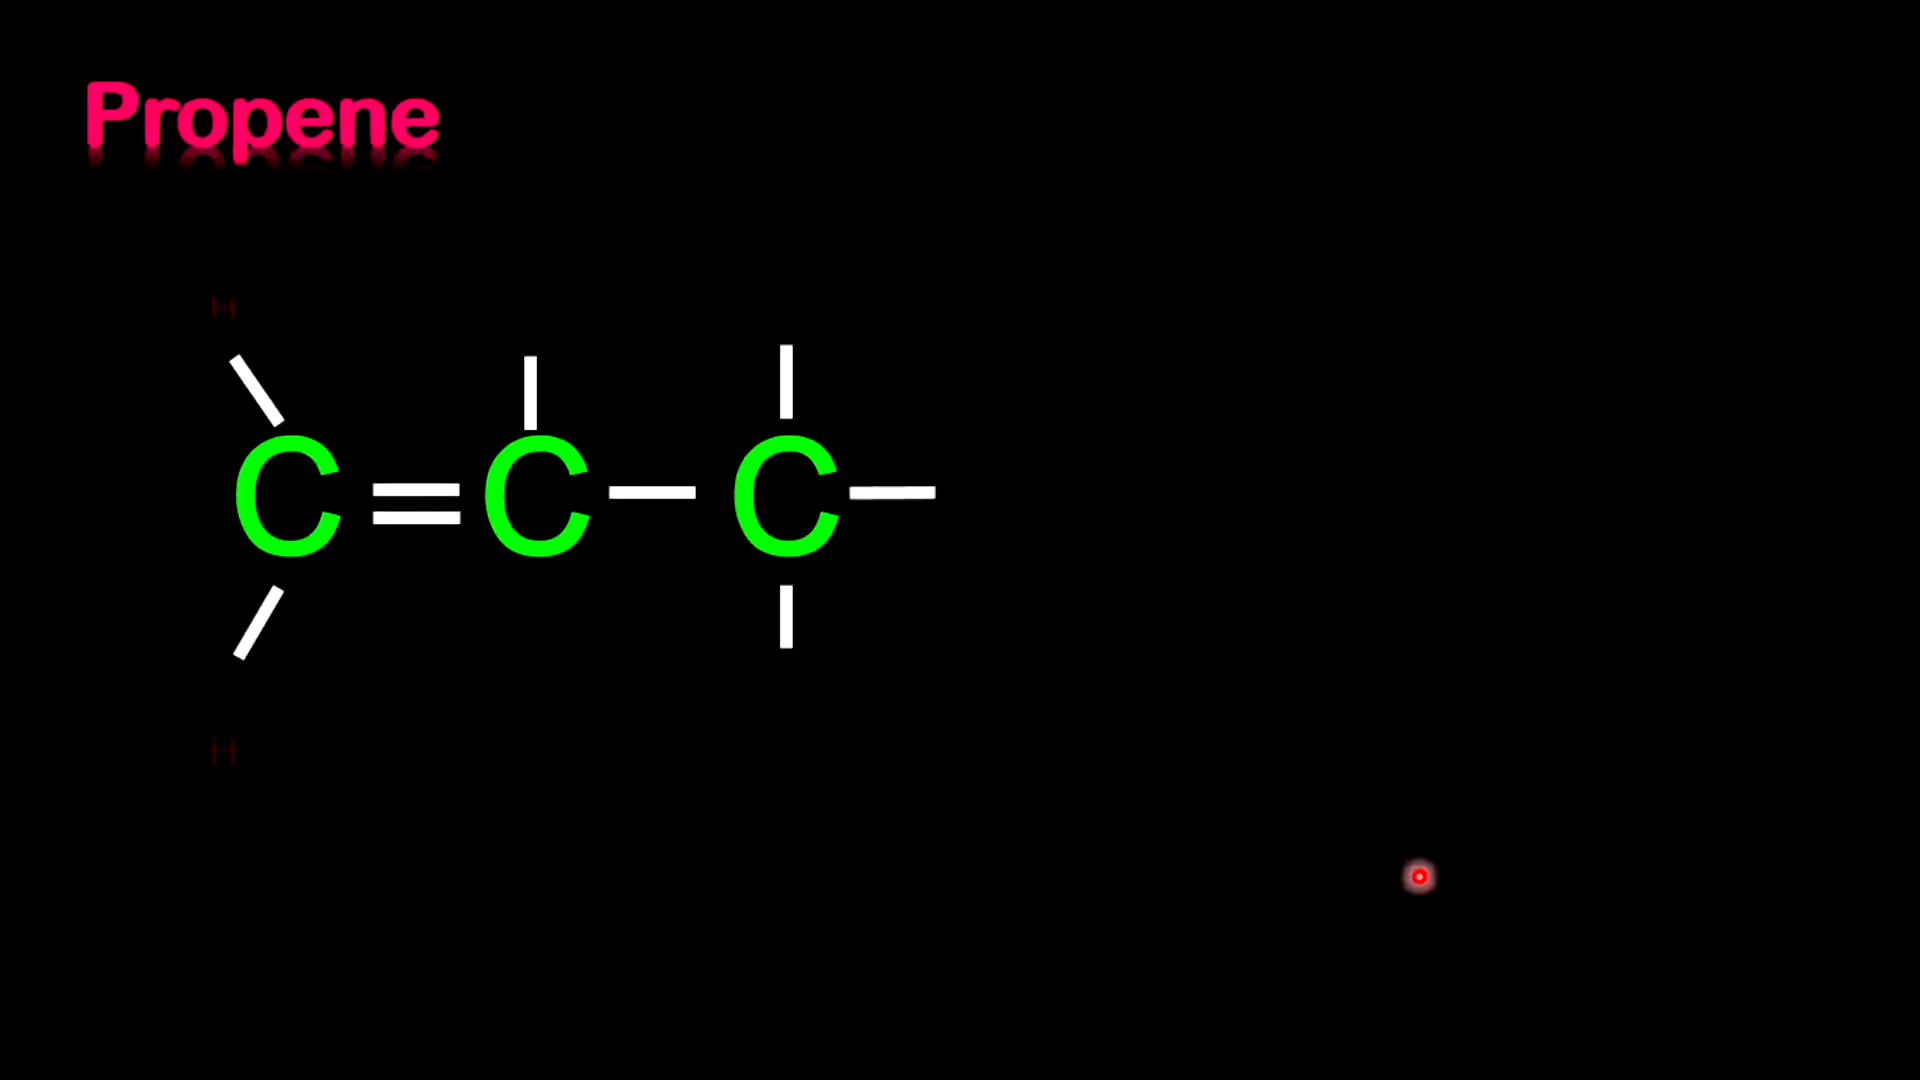 Propene
H
C = C - C -
H